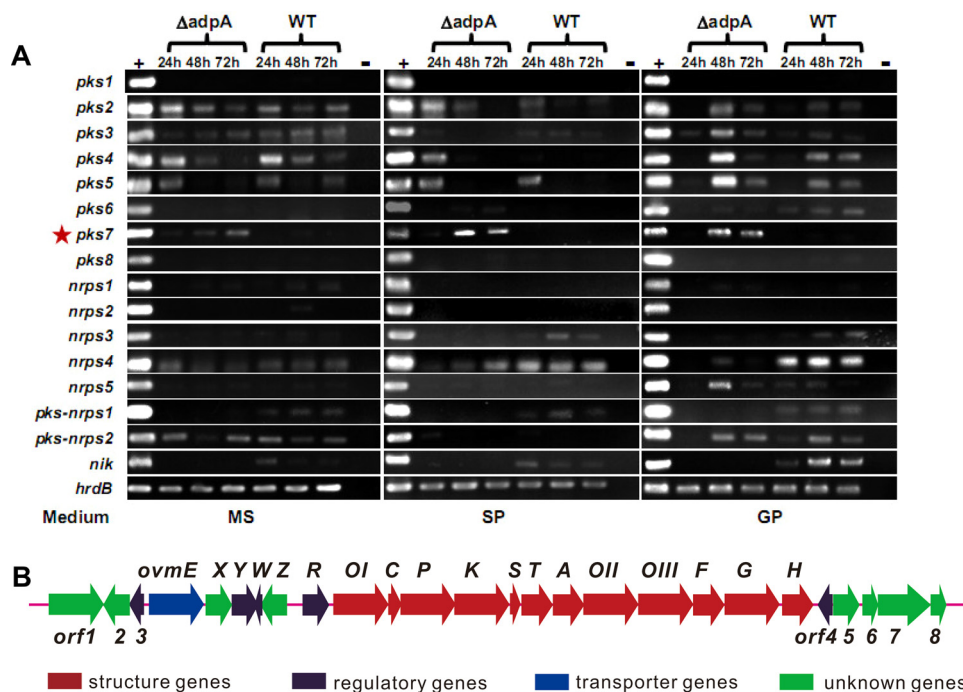 A
ΔadpA WT ΔadpA WT ΔadpA WT
+ 24h 48h 72h 24h 48h 72h - + 24h 48h 72h 24h 48h 72h - + 24h 48h 72h 24h 48h 72h -
pks1
pks2
pks3
pks4
pks5
pks6
pks7
pks8
nrps1
nrps2
nrps3
nrps4
nrps5
pks-nrps1
pks-nrps2
nik
hrdB
Medium MS SP GP
B
ovmE X Y W Z R OI C P K S T A OII OIII F G H
orf1 2 3 orf4 5 6 7 8
structure genes regulatory genes transporter genes unknown genes